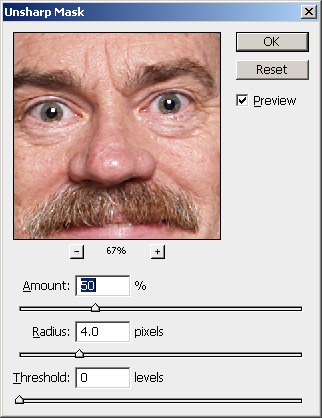 Unsharp Mask
OK
Reset
Preview
67%
Amount: 50 %
Radius: 4.0 pixels
Threshold: 0 levels